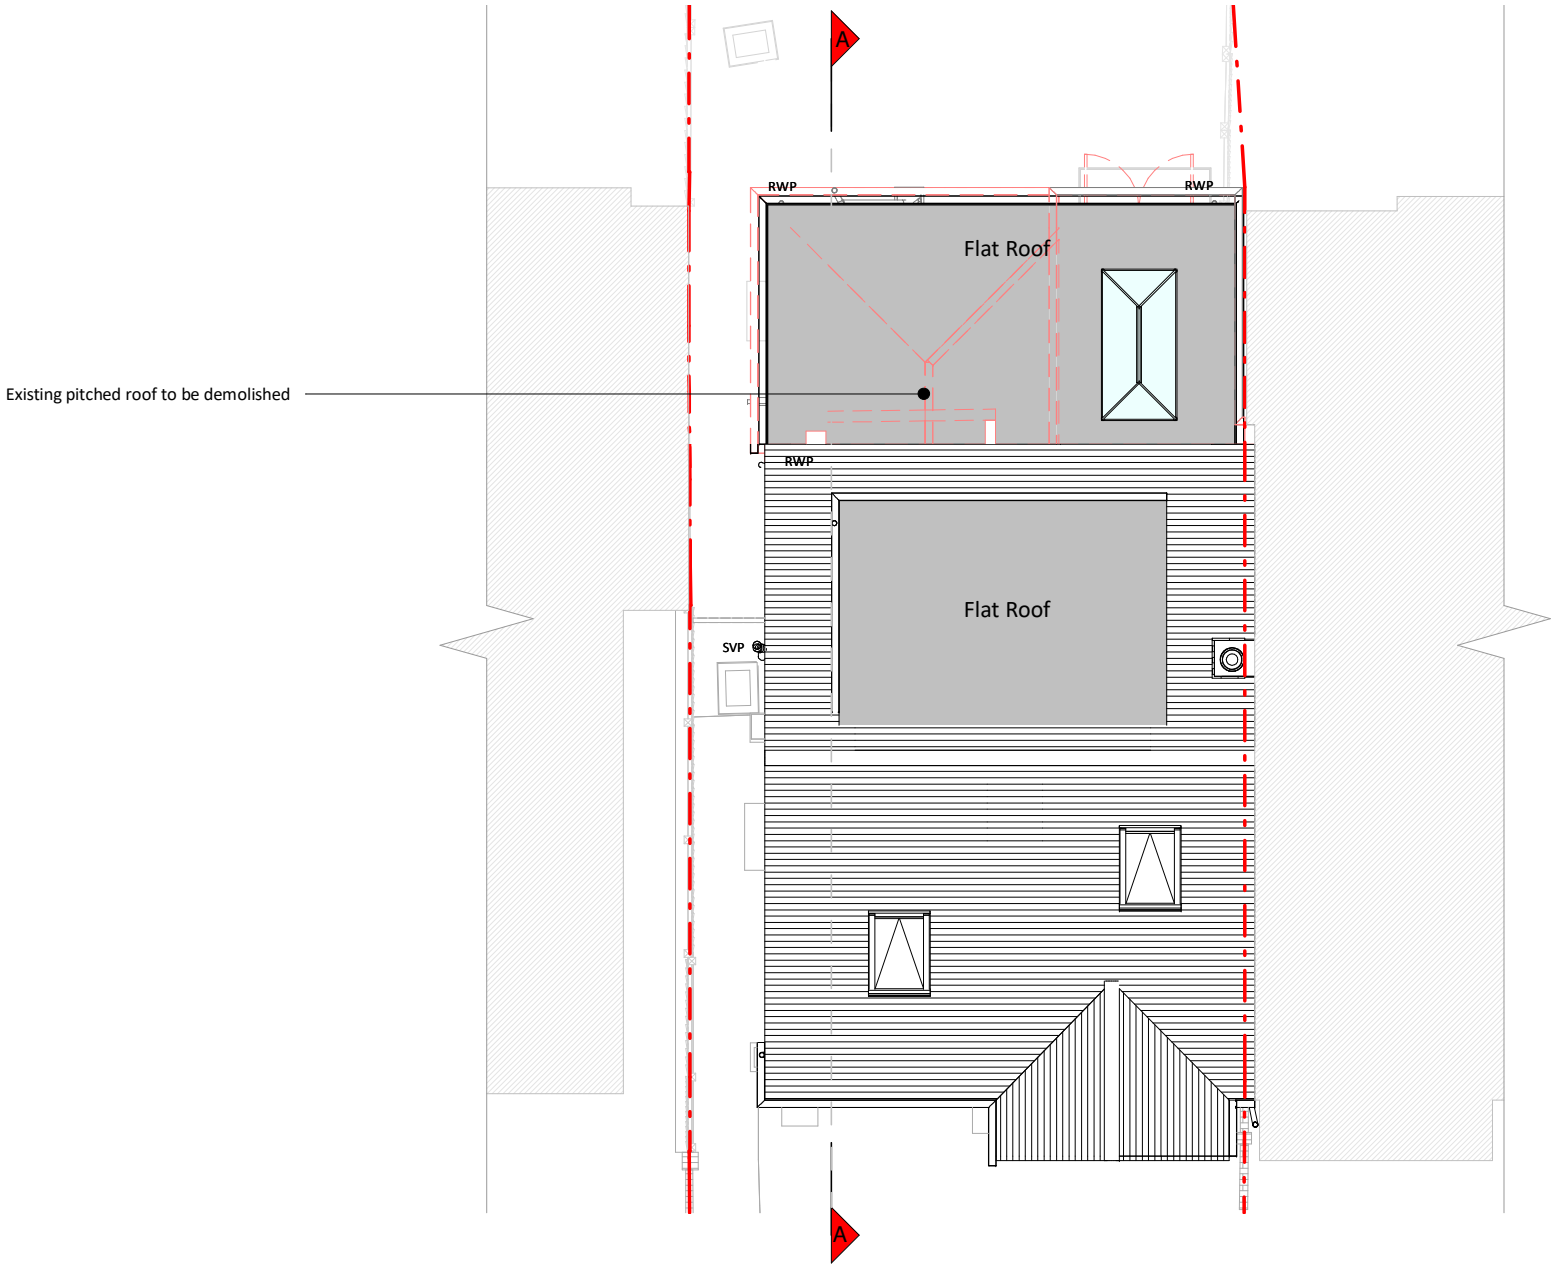 A
RWP
RWP
Flat Roof
Existing pitched roof to be demolished
RWP
Flat Roof
SVP
A